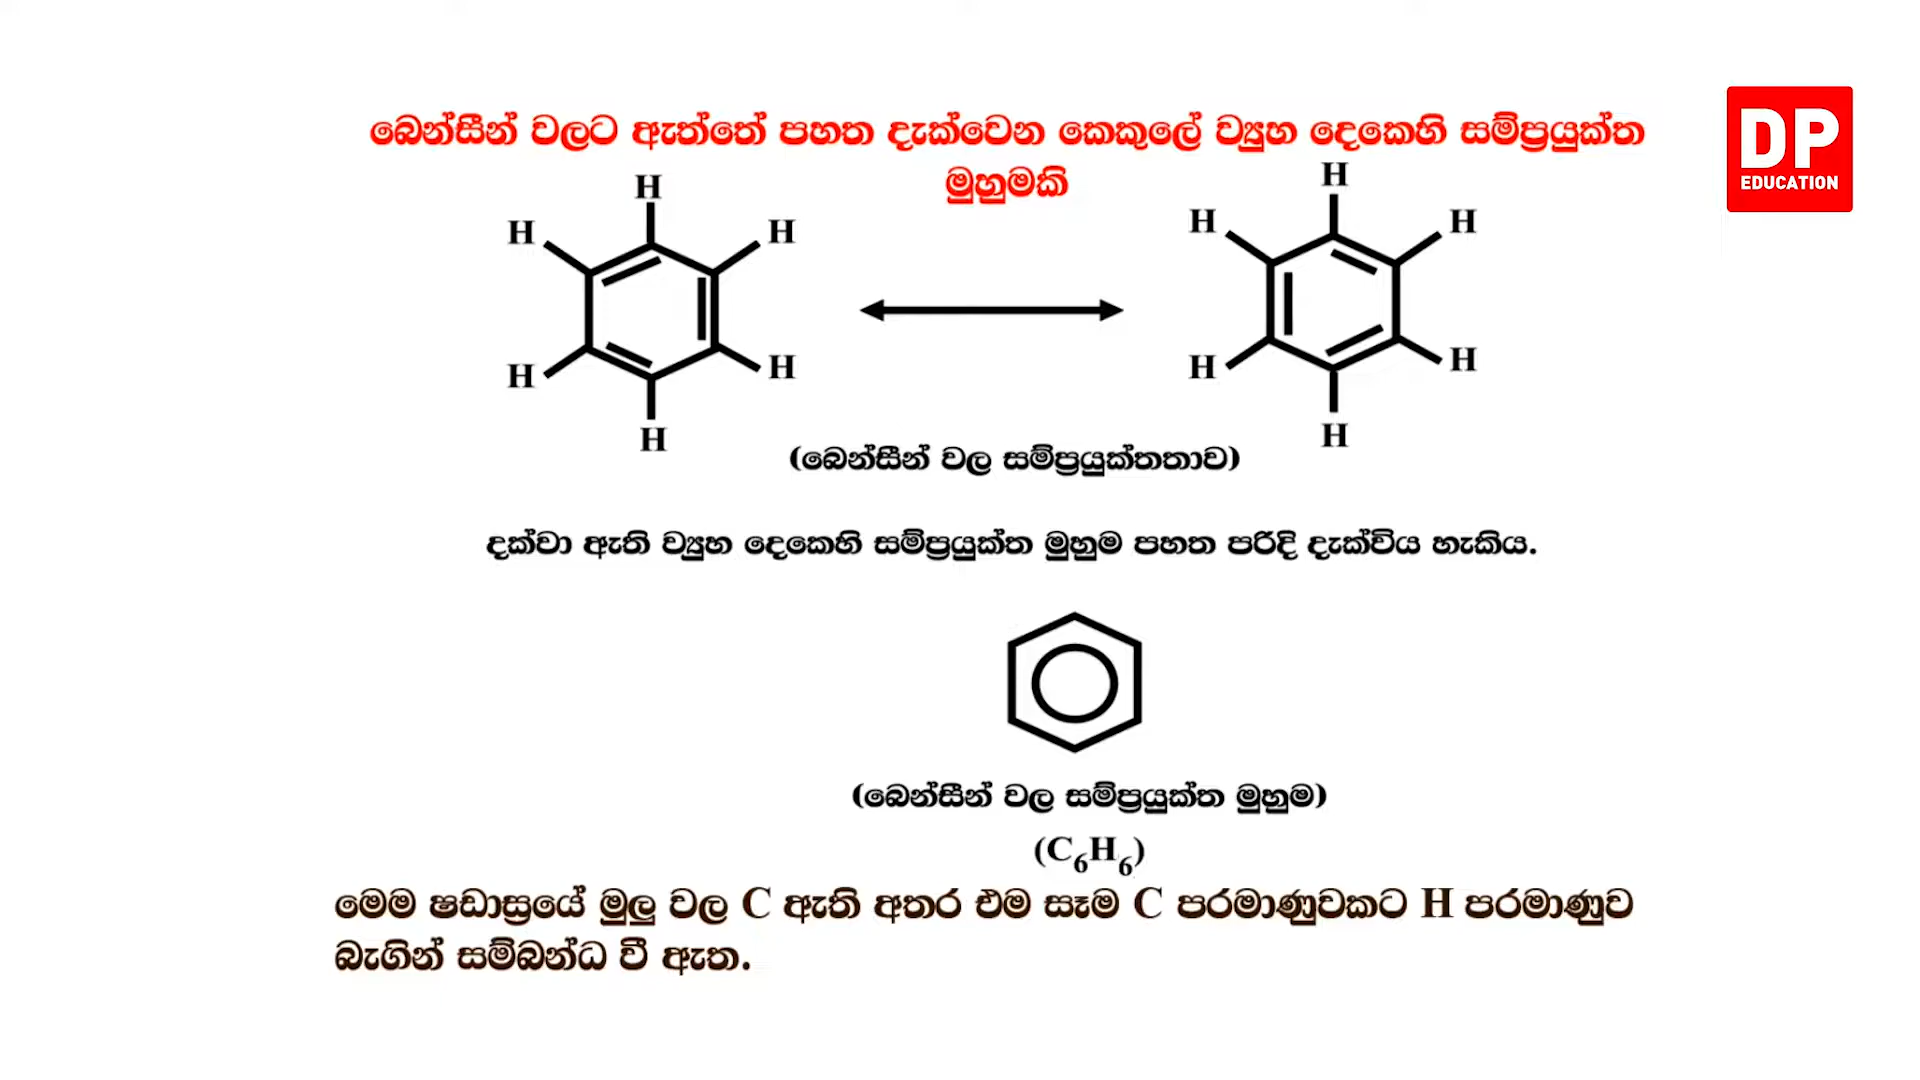 බෙන්සීන් වලට ඇත්තේ පහත දැක්වෙන කෙකුලේ ව්‍යුහ දෙකෙහි සම්ප්‍රයුක්ත
මුහුමකි
DP
EDUCATION
H
H
H
H
H
H
H
H
H
H
H
H
(බෙන්සීන් වල සම්ප්‍රයුක්තතාව)
දක්වා ඇති ව්‍යුහ දෙකෙහි සම්ප්‍රයුක්ත මුහුම පහත පරිදි දැක්විය හැකිය.
(බෙන්සීන් වල සම්ප්‍රයුක්ත මුහුම)
(C₆H₆)
මෙම ෂඩාස්‍රයේ මුලු වල C ඇති අතර එම සෑම C පරමාණුවකට H පරමාණුව
බැගින් සම්බන්ධ වී ඇත.